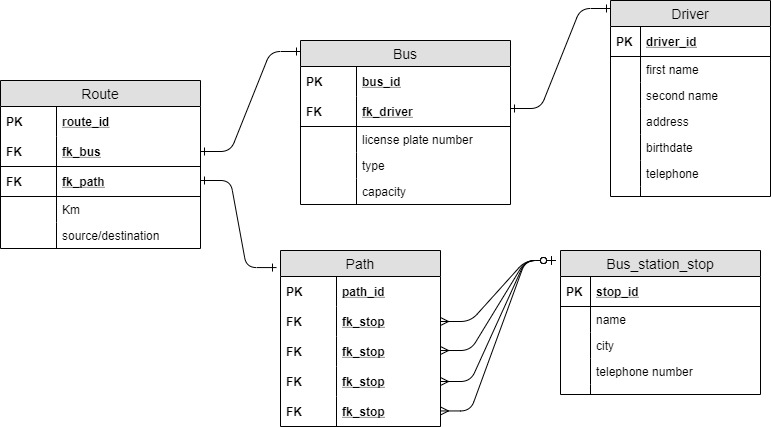 Driver
PK driver_id
first name
second name
address
birthdate
telephone
Bus
PK bus_id
FK fk_driver
license plate number
type
capacity
Route
PK route_id
FK fk_bus
FK fk_path
Km
source/destination
Path
PK path_id
FK fk_stop
FK fk_stop
FK fk_stop
FK fk_stop
Bus_station_stop
PK stop_id
name
city
telephone number